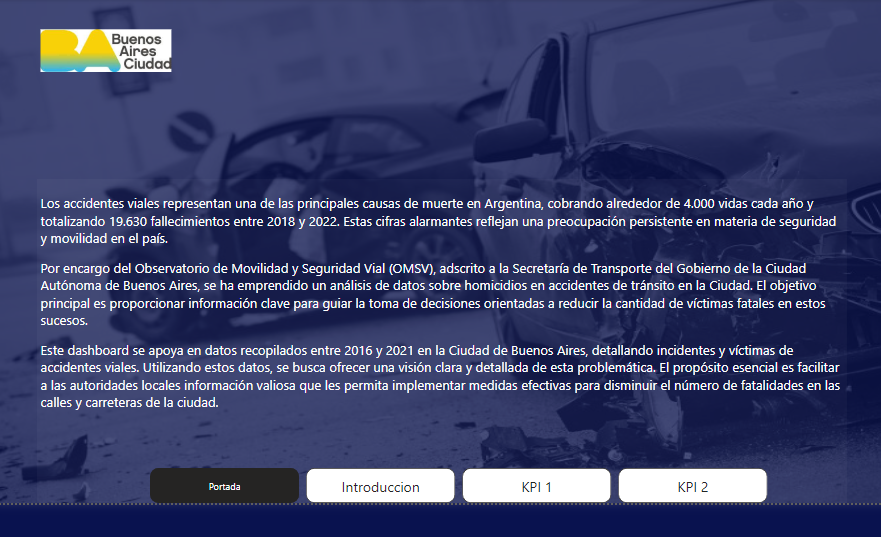 BA Buenos
Aires
Ciudad
Los accidentes viales representan una de las principales causas de muerte en Argentina, cobrando alrededor de 4.000 vidas cada año y
totalizando 19.630 fallecimientos entre 2018 y 2022. Estas cifras alarmantes reflejan una preocupación persistente en materia de seguridad
y movilidad en el país.
Por encargo del Observatorio de Movilidad y Seguridad Vial (OMSV), adscrito a la Secretaría de Transporte del Gobierno de la Ciudad
Autónoma de Buenos Aires, se ha emprendido un análisis de datos sobre homicidios en accidentes de tránsito en la Ciudad. El objetivo
principal es proporcionar información clave para guiar la toma de decisiones orientadas a reducir la cantidad de víctimas fatales en estos
sucesos.
Este dashboard se apoya en datos recopilados entre 2016 y 2021 en la Ciudad de Buenos Aires, detallando incidentes y víctimas de
accidentes viales. Utilizando estos datos, se busca ofrecer una visión clara y detallada de esta problemática. El propósito esencial es facilitar
a las autoridades locales información valiosa que les permita implementar medidas efectivas para disminuir el número de fatalidades en las
calles y carreteras de la ciudad.
Portada Introduccion KPI 1 KPI 2